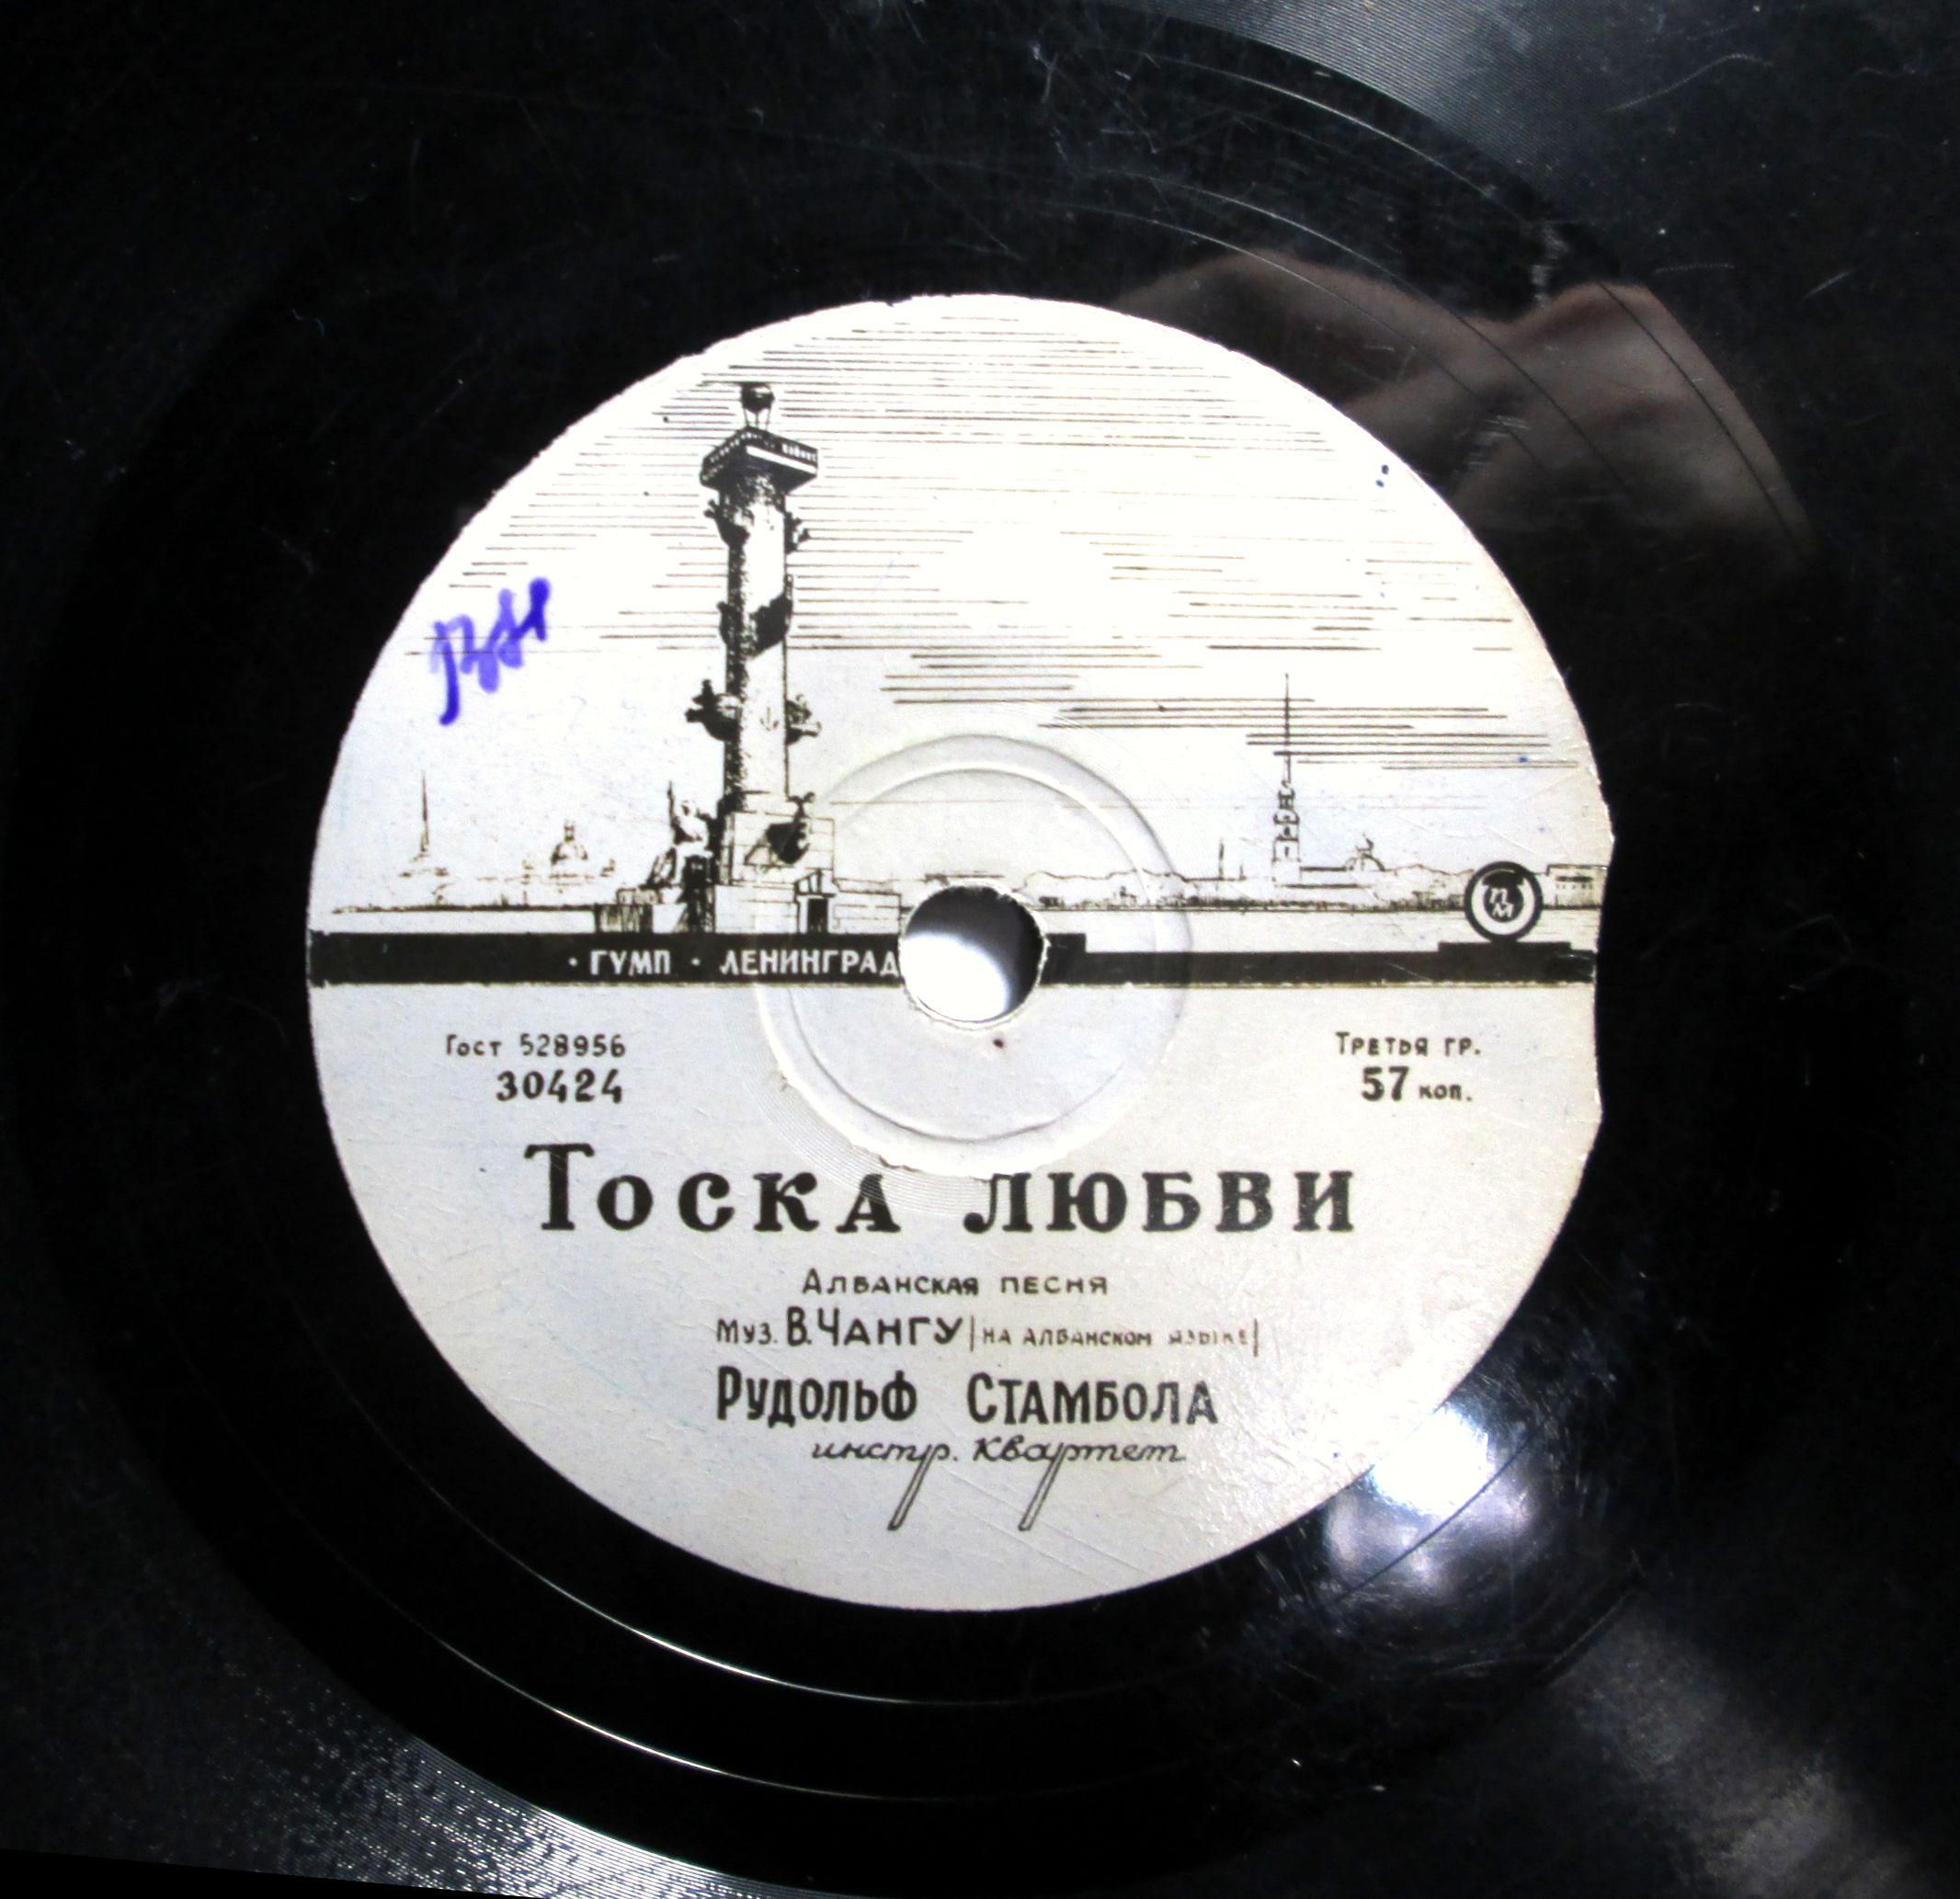 · ГУМП · ЛЕНИНГРАД
ПМ
Гост 528956
30424
Третья гр.
57 коп.
Тоска любви
Албанская песня
Муз. В. Чангу (на албанском языке)
Рудольф Стамбола
инстр. квартет